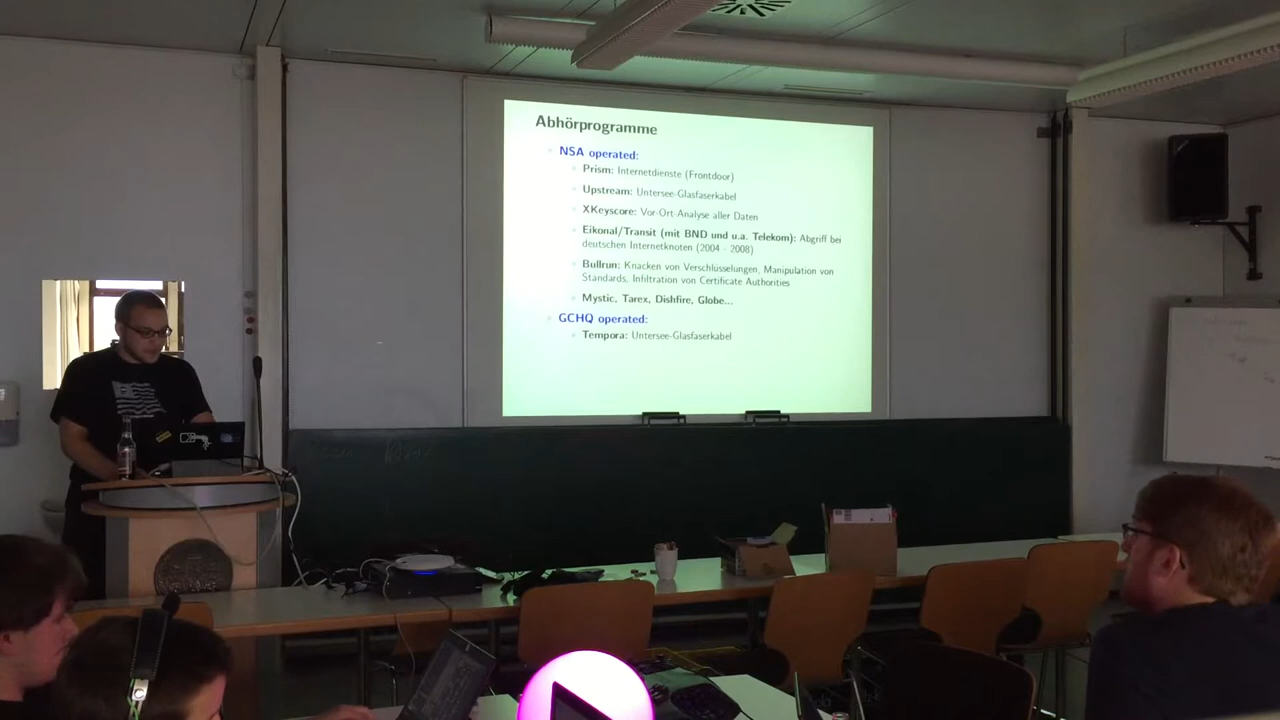 Abhörprogramme
NSA operated:
Prism: Internetdienste (Frontdoor)
Upstream: Untersee-Glasfaserkabel
XKeyscore: Vor-Ort-Analyse aller Daten
Eikonal/Transit (mit BND und u.a. Telekom): Abgriff bei
deutschen Internetknoten (2004 - 2008)
Bullrun: Knacken von Verschlüsselungen, Manipulation von
Standards, Infiltration von Certificate Authorities
Mystic, Tarex, Dishfire, Globe...
GCHQ operated:
Tempora: Untersee-Glasfaserkabel